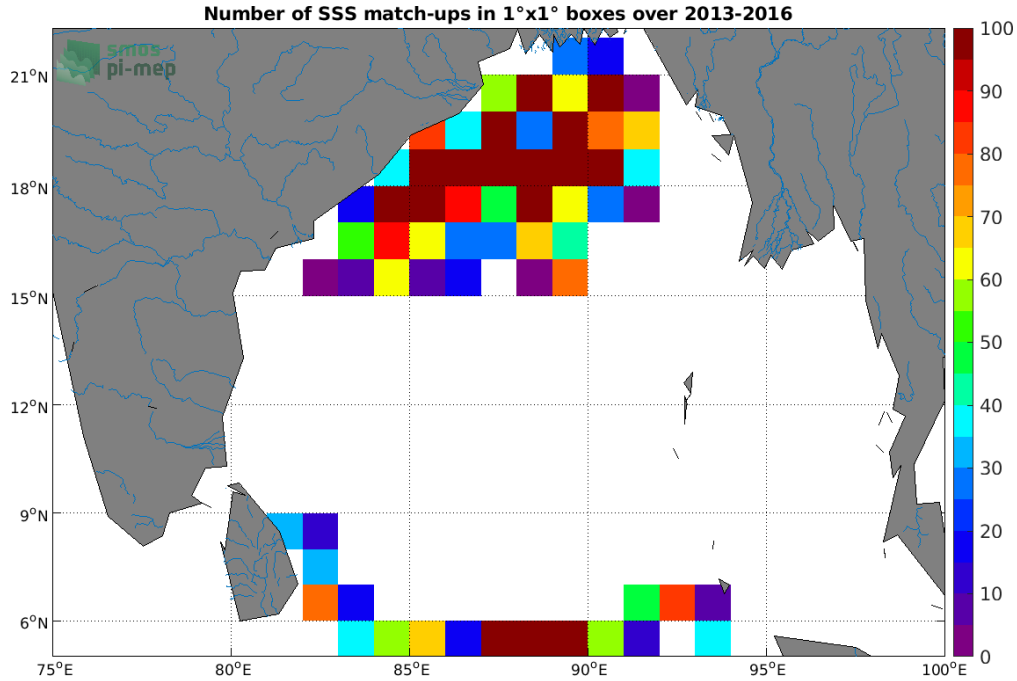 Number of SSS match-ups in 1°x1° boxes over 2013-2016
smos
pi-mep
21°N
18°N
15°N
12°N
9°N
6°N
75°E
80°E
85°E
90°E
95°E
100°E
100
90
80
70
60
50
40
30
20
10
0